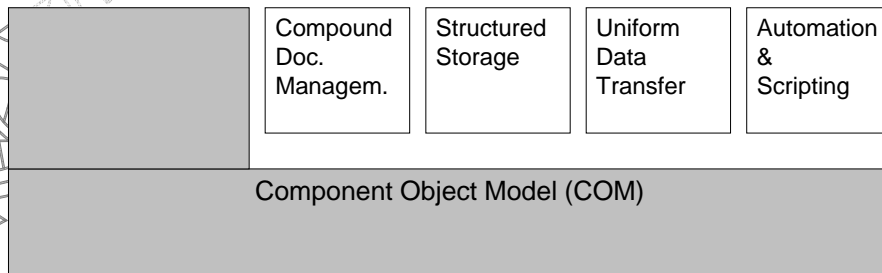 Compound
Doc.
Managem.
Structured
Storage
Uniform
Data
Transfer
Automation
&
Scripting
Component Object Model (COM)